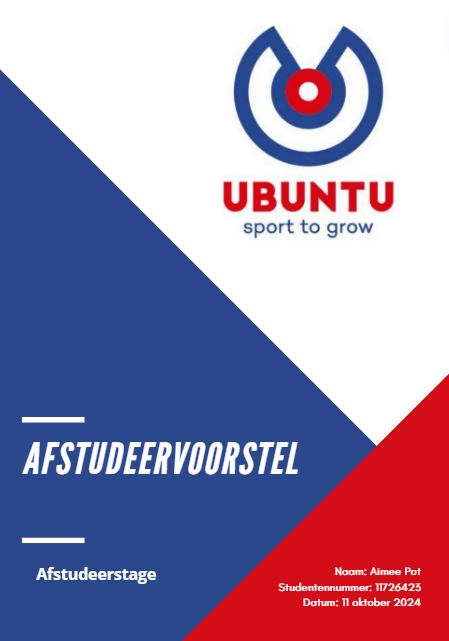 UBUNTU
sport to grow
AFSTUDEERVOORSTEL
Afstudeerstage
Naam: Aimee Pot
Studentennummer: 11726423
Datum: 11 oktober 2024